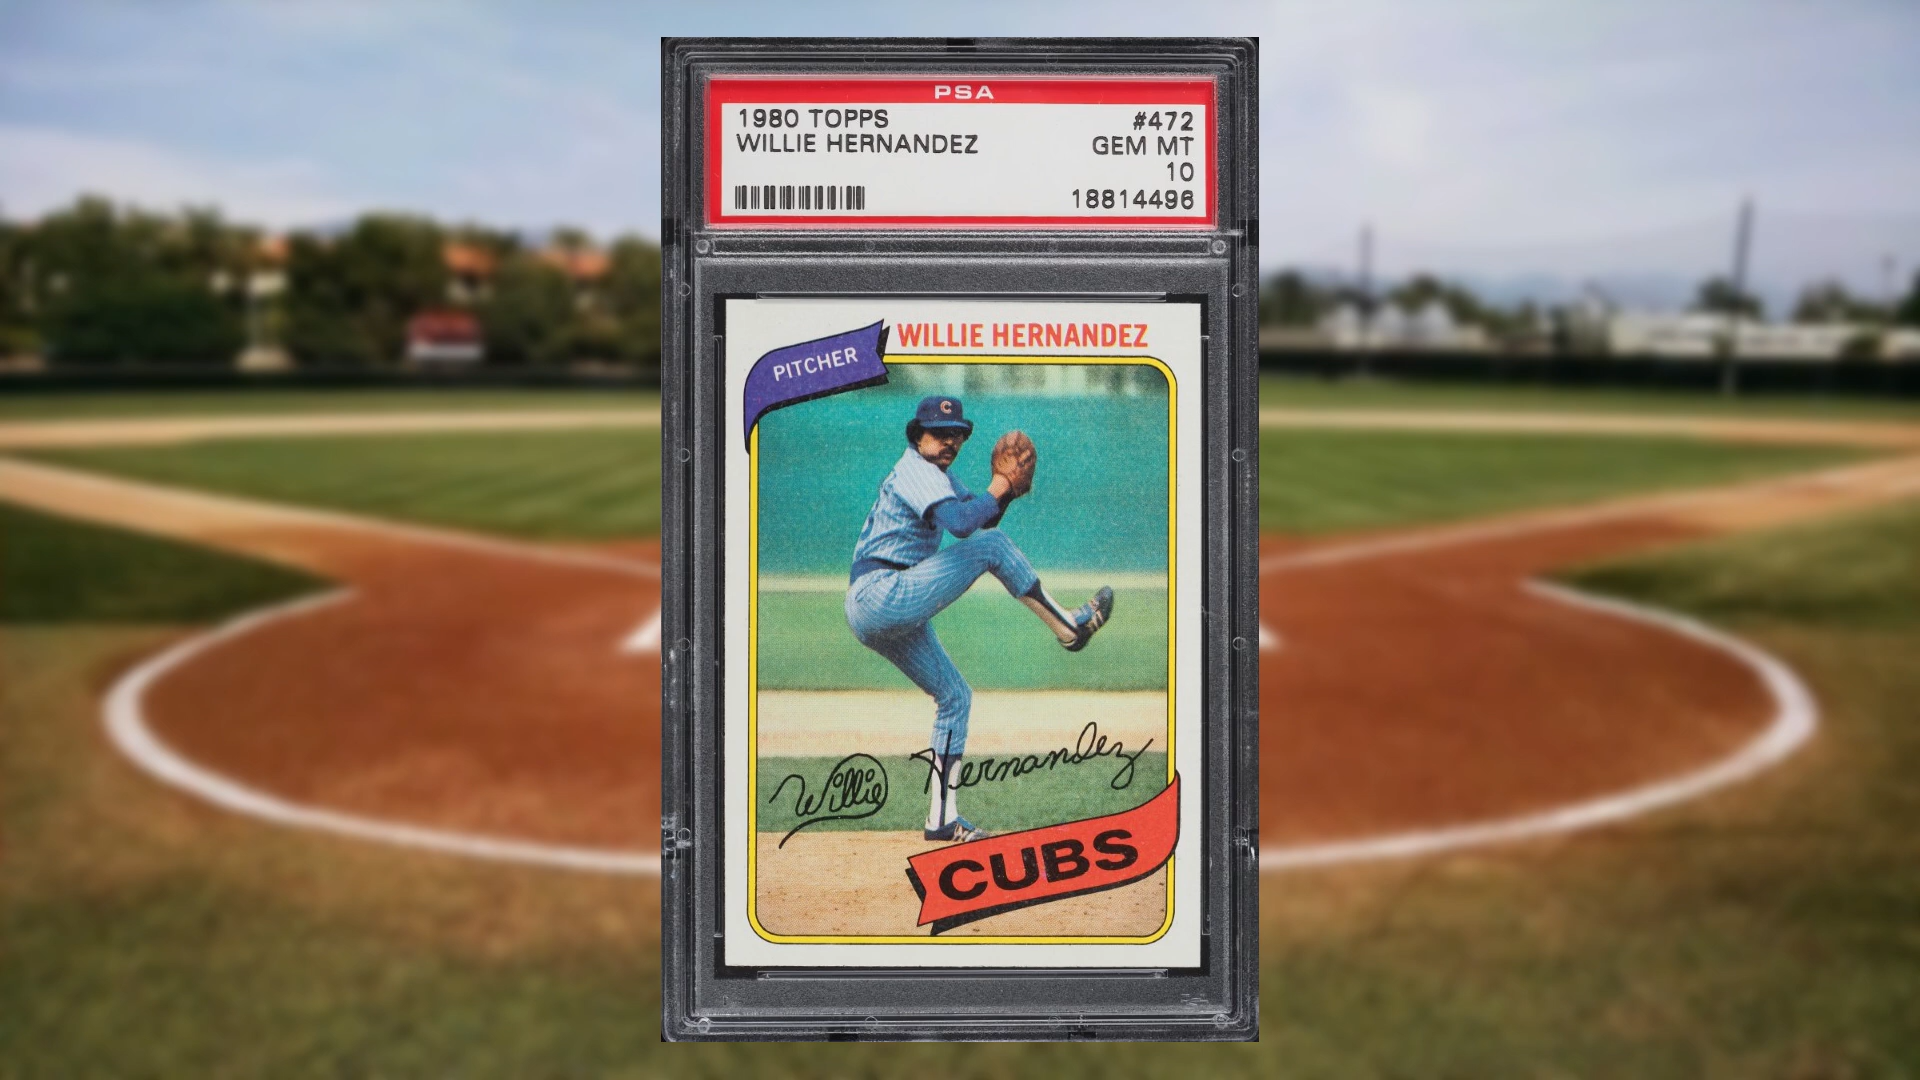 PSA
1980 TOPPS
#472
WILLIE HERNANDEZ
GEM MT
10
18814496
WILLIE HERNANDEZ
PITCHER
C
Willie Hernandez
CUBS